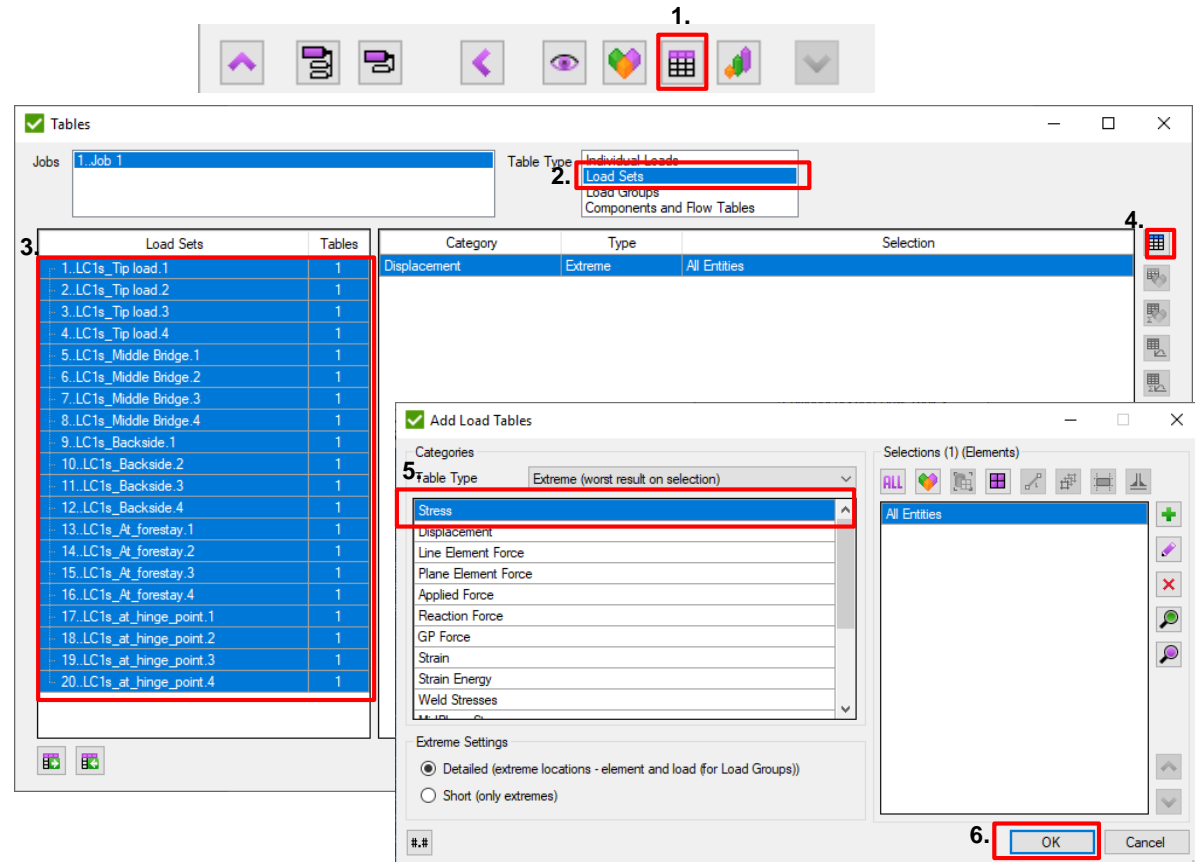 1.
Tables
Jobs
1..Job 1
Table Type
Individual Loads
2.
Load Sets
Load Groups
Components and Flow Tables
3.
4.
Load Sets Tables
Category Type Selection
Displacement Extreme All Entities
1..LC1s_Tip load.1 1
2..LC1s_Tip load.2 1
3..LC1s_Tip load.3 1
4..LC1s_Tip load.4 1
5..LC1s_Middle Bridge.1 1
6..LC1s_Middle Bridge.2 1
7..LC1s_Middle Bridge.3 1
8..LC1s_Middle Bridge.4 1
9..LC1s_Backside.1 1
10..LC1s_Backside.2 1
11..LC1s_Backside.3 1
12..LC1s_Backside.4 1
13..LC1s_At_forestay.1 1
14..LC1s_At_forestay.2 1
15..LC1s_At_forestay.3 1
16..LC1s_At_forestay.4 1
17..LC1s_at_hinge_point.1 1
18..LC1s_at_hinge_point.2 1
19..LC1s_at_hinge_point.3 1
20..LC1s_at_hinge_point.4 1
Add Load Tables
Categories
5.
Table Type
Extreme (worst result on selection)
Stress
Displacement
Line Element Force
Plane Element Force
Applied Force
Reaction Force
GP Force
Strain
Strain Energy
Weld Stresses
Extreme Settings
Detailed (extreme locations - element and load (for Load Groups))
Short (only extremes)
#.#
Selections (1) (Elements)
ALL
All Entities
6.
OK
Cancel